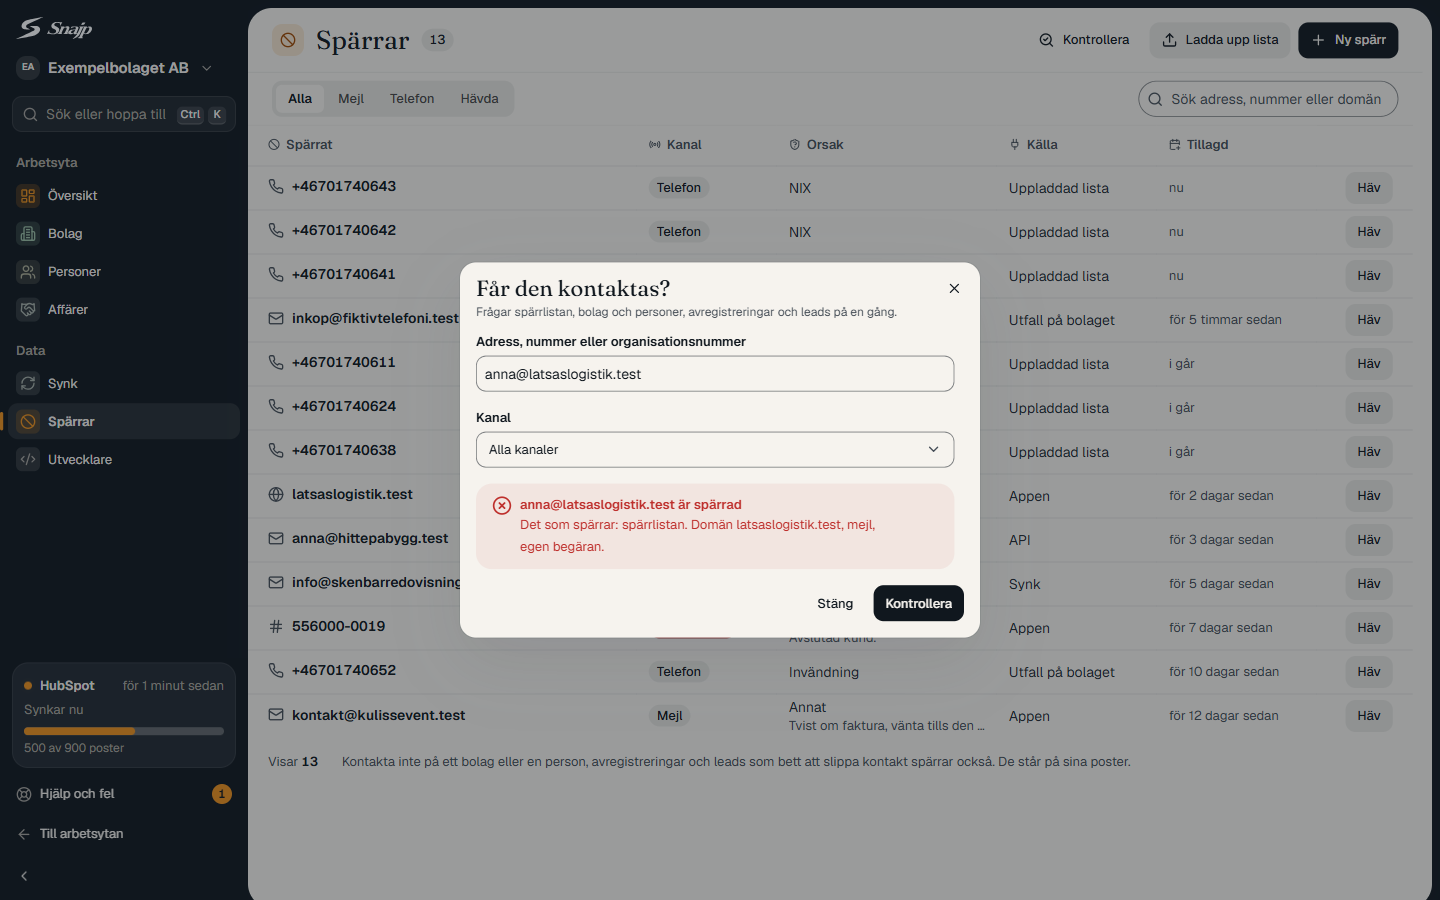 Snajp
EA Exempelbolaget AB
Sök eller hoppa till Ctrl K
Arbetsyta
Översikt
Bolag
Personer
Affärer
Data
Synk
Spärrar
Utvecklare
HubSpot för 1 minut sedan
Synkar nu
500 av 900 poster
Hjälp och fel 1
Till arbetsytan
Spärrar 13
Kontrollera Ladda upp lista Ny spärr
Alla Mejl Telefon Hävda
Sök adress, nummer eller domän
Spärrat Kanal Orsak Källa Tillagd
+46701740643 Telefon NIX Uppladdad lista nu Häv
+46701740642 Telefon NIX Uppladdad lista nu Häv
+46701740641 Uppladdad lista nu Häv
inkop@fiktivtelefoni.test Utfall på bolaget för 5 timmar sedan Häv
+46701740611 Uppladdad lista i går Häv
+46701740624 Uppladdad lista i går Häv
+46701740638 Uppladdad lista i går Häv
latsaslogistik.test Appen för 2 dagar sedan Häv
anna@hittepabygg.test API för 3 dagar sedan Häv
info@skenbarredovisning Synk för 5 dagar sedan Häv
556000-0019 Appen för 7 dagar sedan Häv
Avslutad kund.
+46701740652 Telefon Invändning Utfall på bolaget för 10 dagar sedan Häv
kontakt@kulissevent.test Mejl Annat Appen för 12 dagar sedan Häv
Tvist om faktura, vänta tills den ...
Visar 13 Kontakta inte på ett bolag eller en person, avregistreringar och leads som bett att slippa kontakt spärrar också. De står på sina poster.
Får den kontaktas?
Frågar spärrlistan, bolag och personer, avregistreringar och leads på en gång.
Adress, nummer eller organisationsnummer
anna@latsaslogistik.test
Kanal
Alla kanaler
anna@latsaslogistik.test är spärrad
Det som spärrar: spärrlistan. Domän latsaslogistik.test, mejl,
egen begäran.
Stäng Kontrollera